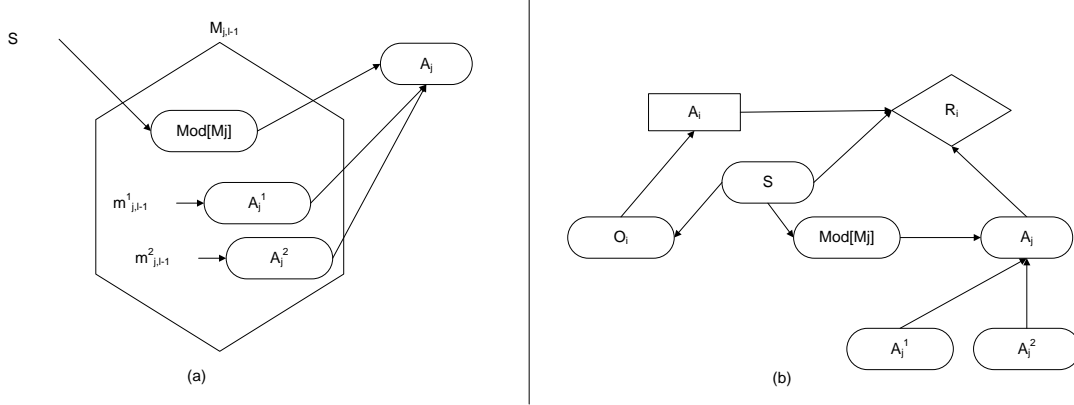 S
M_{j,l-1}
A_j
Mod[Mj]
m^1_{j,l-1}
A_j^1
m^2_{j,l-1}
A_j^2
(a)
A_i
R_i
S
O_i
Mod[Mj]
A_j
A_j^1
A_j^2
(b)